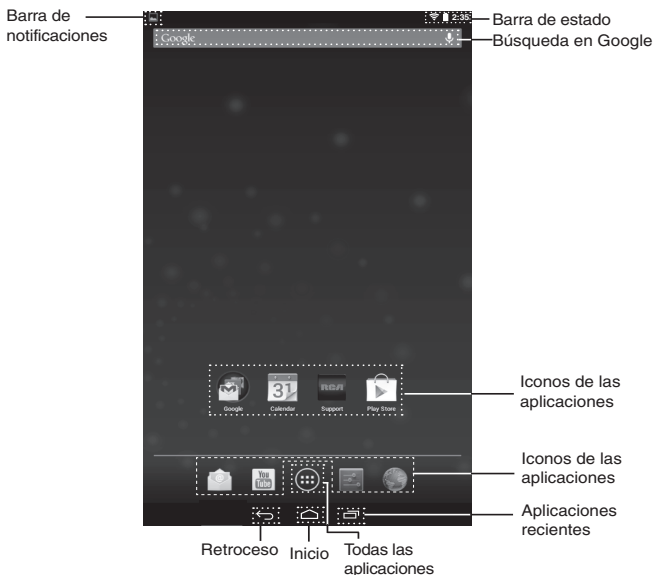 Barra de
notificaciones
2:35
Barra de estado
Google
Búsqueda en Google
31
RCA
Google
Calendar
Support
Play Store
Iconos de las
aplicaciones
You
Tube
Iconos de las
aplicaciones
Aplicaciones
recientes
Retroceso
Inicio
Todas las
aplicaciones